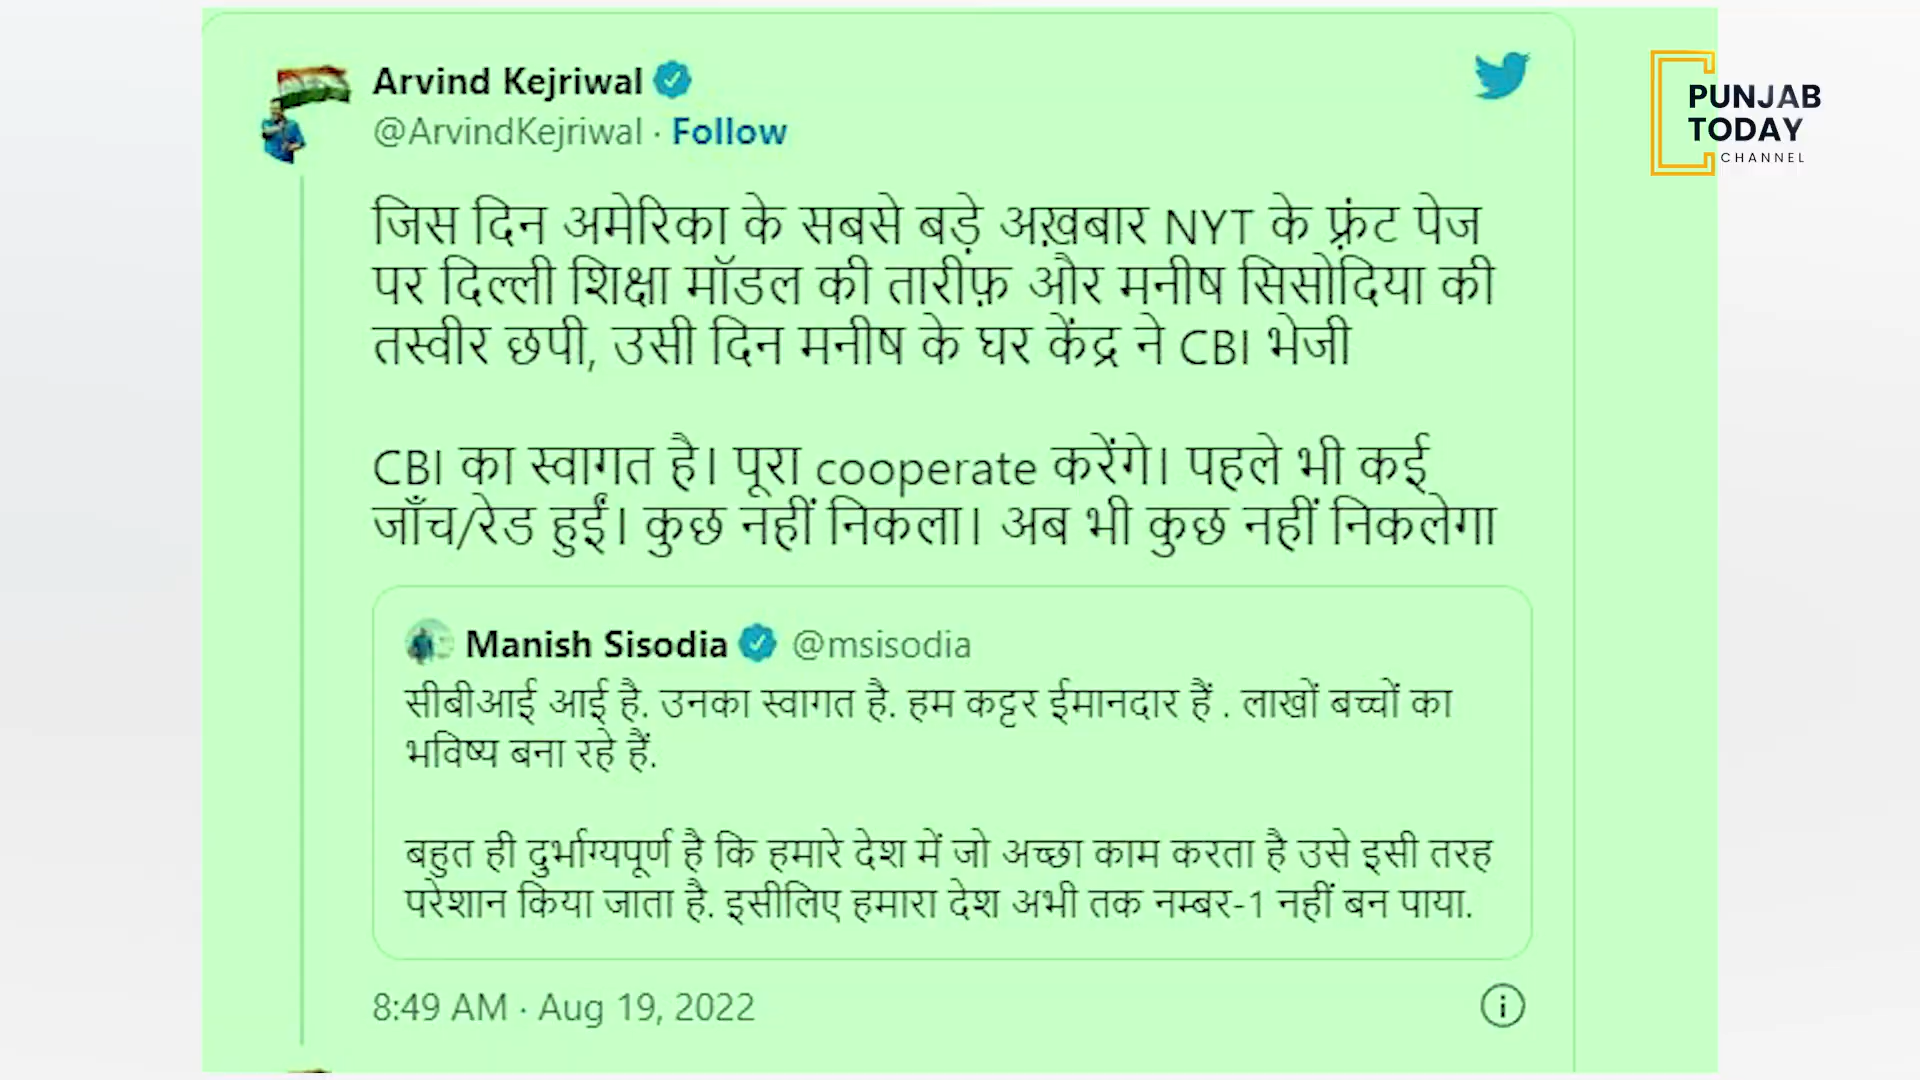 Arvind Kejriwal
@ArvindKejriwal · Follow
PUNJAB
TODAY
CHANNEL
जिस दिन अमेरिका के सबसे बड़े अख़बार NYT के फ़्रंट पेज
पर दिल्ली शिक्षा मॉडल की तारीफ़ और मनीष सिसोदिया की
तस्वीर छपी, उसी दिन मनीष के घर केंद्र ने CBI भेजी
CBI का स्वागत है। पूरा cooperate करेंगे। पहले भी कई
जाँच/रेड हुईं। कुछ नहीं निकला। अब भी कुछ नहीं निकलेगा
Manish Sisodia @msisodia
सीबीआई आई है. उनका स्वागत है. हम कट्टर ईमानदार हैं . लाखों बच्चों का
भविष्य बना रहे हैं.
बहुत ही दुर्भाग्यपूर्ण है कि हमारे देश में जो अच्छा काम करता है उसे इसी तरह
परेशान किया जाता है. इसीलिए हमारा देश अभी तक नम्बर-1 नहीं बन पाया.
8:49 AM · Aug 19, 2022